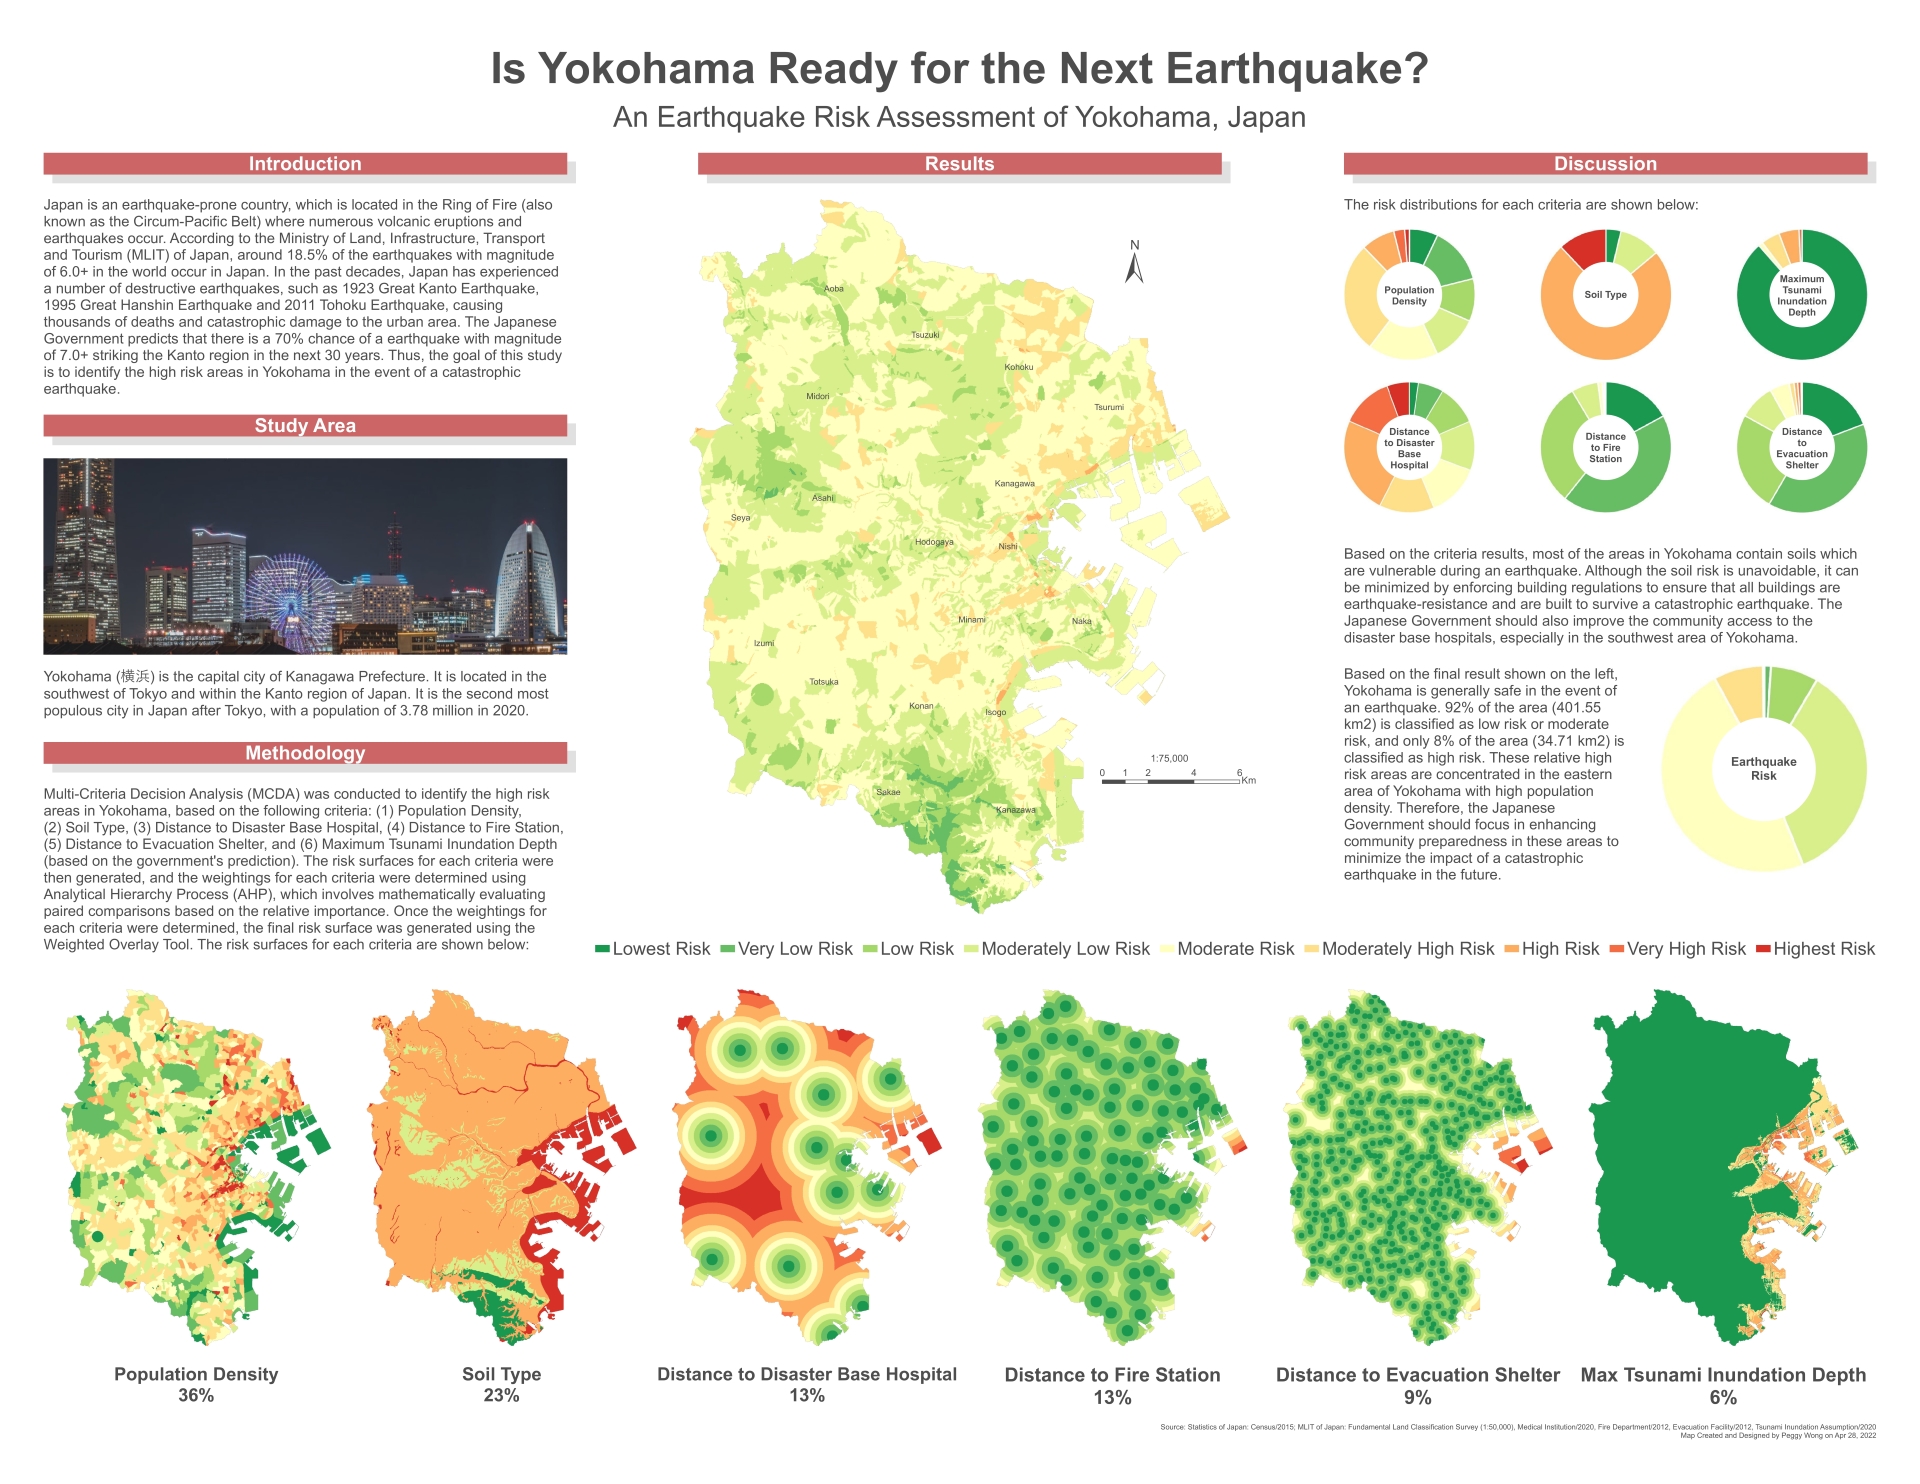 Is Yokohama Ready for the Next Earthquake?
An Earthquake Risk Assessment of Yokohama, Japan
Introduction
Japan is an earthquake-prone country, which is located in the Ring of Fire (also
known as the Circum-Pacific Belt) where numerous volcanic eruptions and
earthquakes occur. According to the Ministry of Land, Infrastructure, Transport
and Tourism (MLIT) of Japan, around 18.5% of the earthquakes with magnitude
of 6.0+ in the world occur in Japan. In the past decades, Japan has experienced
a number of destructive earthquakes, such as 1923 Great Kanto Earthquake,
1995 Great Hanshin Earthquake and 2011 Tohoku Earthquake, causing
thousands of deaths and catastrophic damage to the urban area. The Japanese
Government predicts that there is a 70% chance of a earthquake with magnitude
of 7.0+ striking the Kanto region in the next 30 years. Thus, the goal of this study
is to identify the high risk areas in Yokohama in the event of a catastrophic
earthquake.
Study Area
Yokohama (横浜) is the capital city of Kanagawa Prefecture. It is located in the
southwest of Tokyo and within the Kanto region of Japan. It is the second most
populous city in Japan after Tokyo, with a population of 3.78 million in 2020.
Methodology
Multi-Criteria Decision Analysis (MCDA) was conducted to identify the high risk
areas in Yokohama, based on the following criteria: (1) Population Density,
(2) Soil Type, (3) Distance to Disaster Base Hospital, (4) Distance to Fire Station,
(5) Distance to Evacuation Shelter, and (6) Maximum Tsunami Inundation Depth
(based on the government's prediction). The risk surfaces for each criteria were
then generated, and the weightings for each criteria were determined using
Analytical Hierarchy Process (AHP), which involves mathematically evaluating
paired comparisons based on the relative importance. Once the weightings for
each criteria were determined, the final risk surface was generated using the
Weighted Overlay Tool. The risk surfaces for each criteria are shown below:
Results
N
Aoba
Tsuzuki
Kohoku
Midori
Tsurumi
Kanagawa
Asahi
Seya
Hodogaya
Nishi
Minami
Naka
Izumi
Totsuka
Konan
Isogo
Sakae
Kanazawa
1:75,000
0 1 2 4 6
Km
Discussion
The risk distributions for each criteria are shown below:
Population
Density
Soil Type
Maximum
Tsunami
Inundation
Depth
Distance
to Disaster
Base
Hospital
Distance
to Fire
Station
Distance
to
Evacuation
Shelter
Based on the criteria results, most of the areas in Yokohama contain soils which
are vulnerable during an earthquake. Although the soil risk is unavoidable, it can
be minimized by enforcing building regulations to ensure that all buildings are
earthquake-resistance and are built to survive a catastrophic earthquake. The
Japanese Government should also improve the community access to the
disaster base hospitals, especially in the southwest area of Yokohama.
Based on the final result shown on the left,
Yokohama is generally safe in the event of
an earthquake. 92% of the area (401.55
km2) is classified as low risk or moderate
risk, and only 8% of the area (34.71 km2) is
classified as high risk. These relative high
risk areas are concentrated in the eastern
area of Yokohama with high population
density. Therefore, the Japanese
Government should focus in enhancing
community preparedness in these areas to
minimize the impact of a catastrophic
earthquake in the future.
Earthquake
Risk
Lowest Risk Very Low Risk Low Risk Moderately Low Risk Moderate Risk Moderately High Risk High Risk Very High Risk Highest Risk
Population Density
36%
Soil Type
23%
Distance to Disaster Base Hospital
13%
Distance to Fire Station
13%
Distance to Evacuation Shelter
9%
Max Tsunami Inundation Depth
6%
Source: Statistics of Japan: Census/2015; MLIT of Japan: Fundamental Land Classification Survey (1:50,000), Medical Institution/2020, Fire Department/2012, Evacuation Facility/2012, Tsunami Inundation Assumption/2020
Map Created and Designed by Peggy Wong on Apr 28, 2022